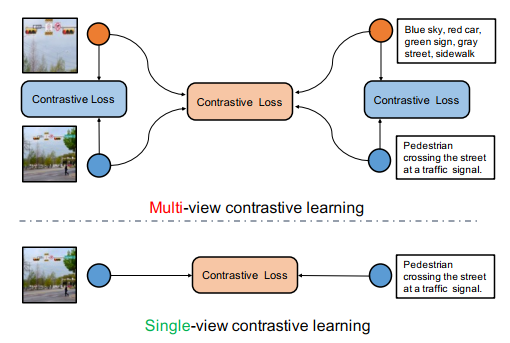 Blue sky, red car,
green sign, gray
street, sidewalk
Contrastive Loss
Contrastive Loss
Contrastive Loss
Pedestrian
crossing the street
at a traffic signal.
Multi-view contrastive learning
Contrastive Loss
Pedestrian
crossing the street
at a traffic signal.
Single-view contrastive learning